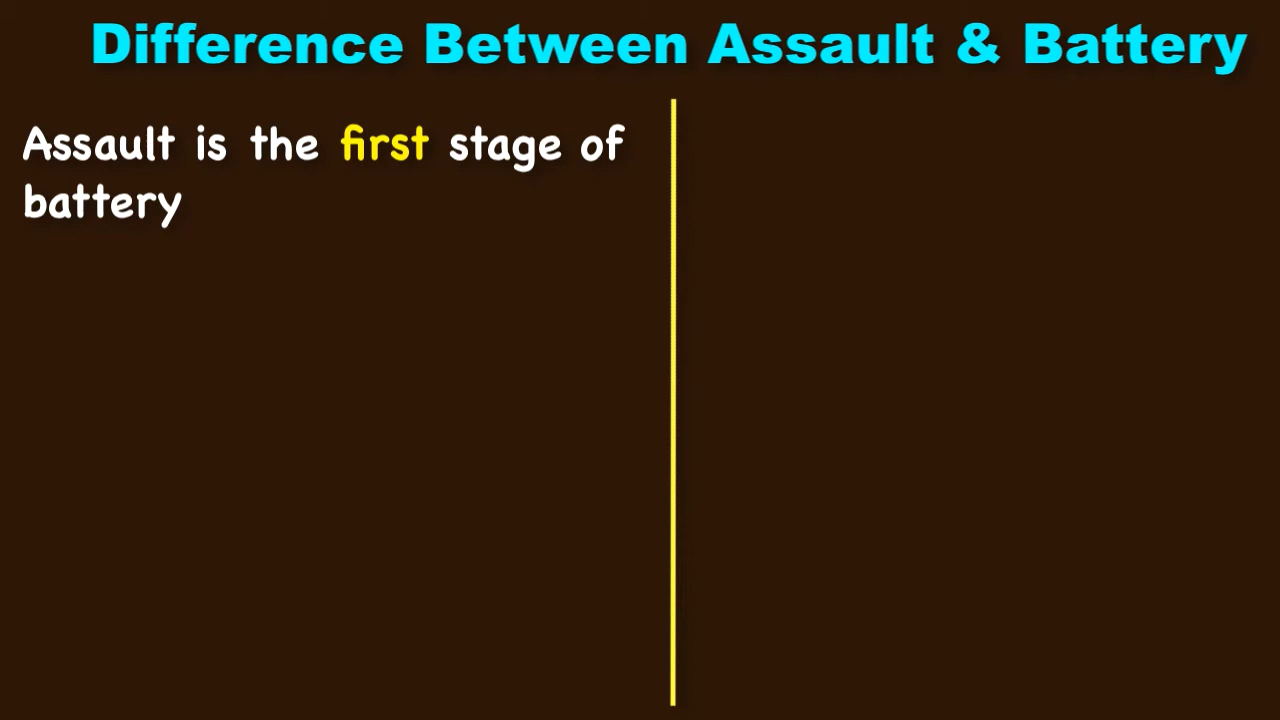 Difference Between Assault & Battery
Assault is the first stage of
battery